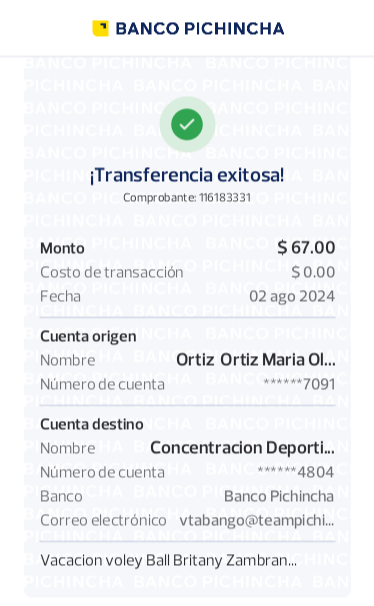 BANCO PICHINCHA
¡Transferencia exitosa!
Comprobante: 116183331
Monto $ 67.00
Costo de transacción $ 0.00
Fecha 02 ago 2024
Cuenta origen
Nombre Ortiz Ortiz Maria Ol...
Número de cuenta ******7091
Cuenta destino
Nombre Concentracion Deporti...
Número de cuenta ******4804
Banco Banco Pichincha
Correo electrónico vtabango@teampichi...
Vacacion voley Ball Britany Zambran...